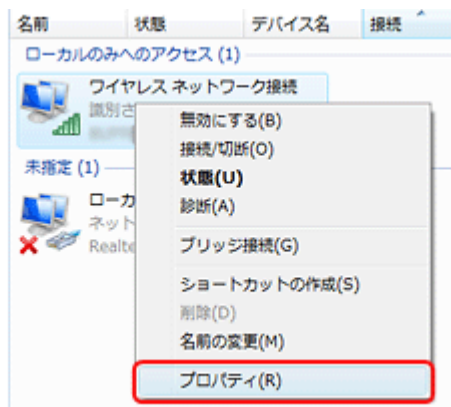 名前 状態 デバイス名 接続
ローカルのみへのアクセス (1)
ワイヤレス ネットワーク接続
識別さ
無効にする(B)
接続/切断(O)
状態(U)
診断(A)
ブリッジ接続(G)
ショートカットの作成(S)
削除(D)
名前の変更(M)
プロパティ(R)
未指定 (1)
ローカ
ネット
Realte